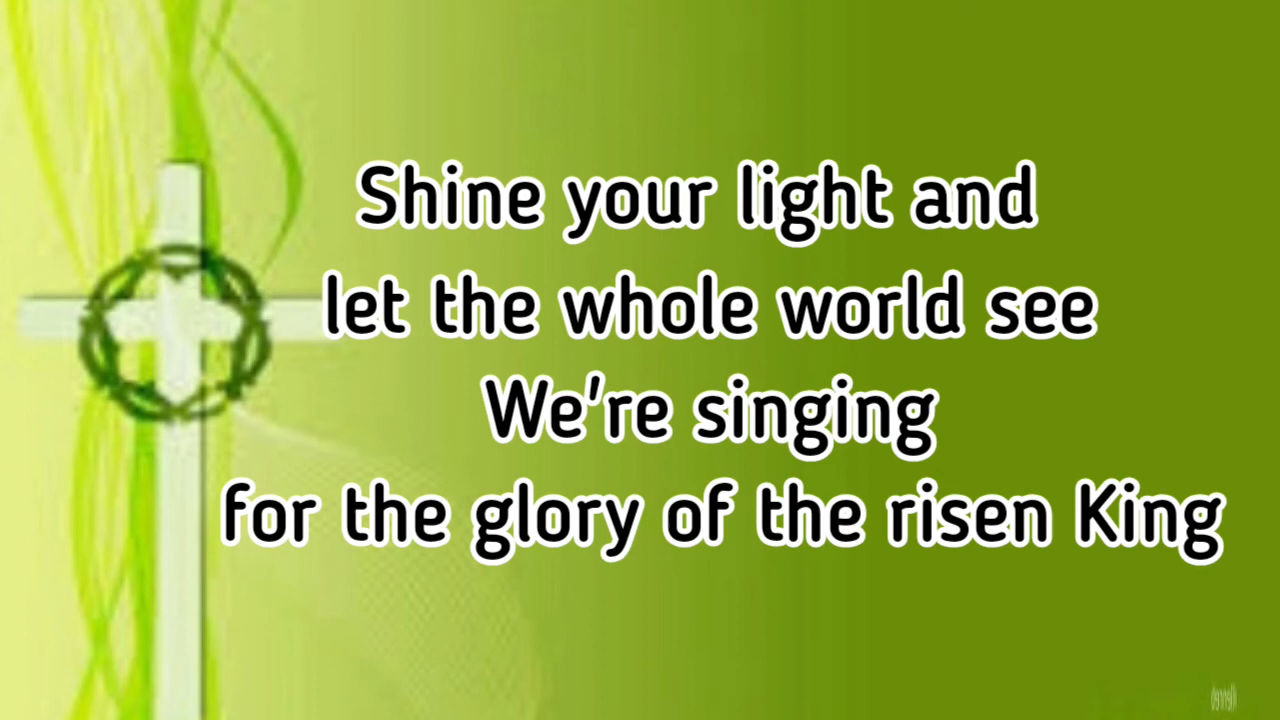 Shine your light and
let the whole world see
We're singing
for the glory of the risen King